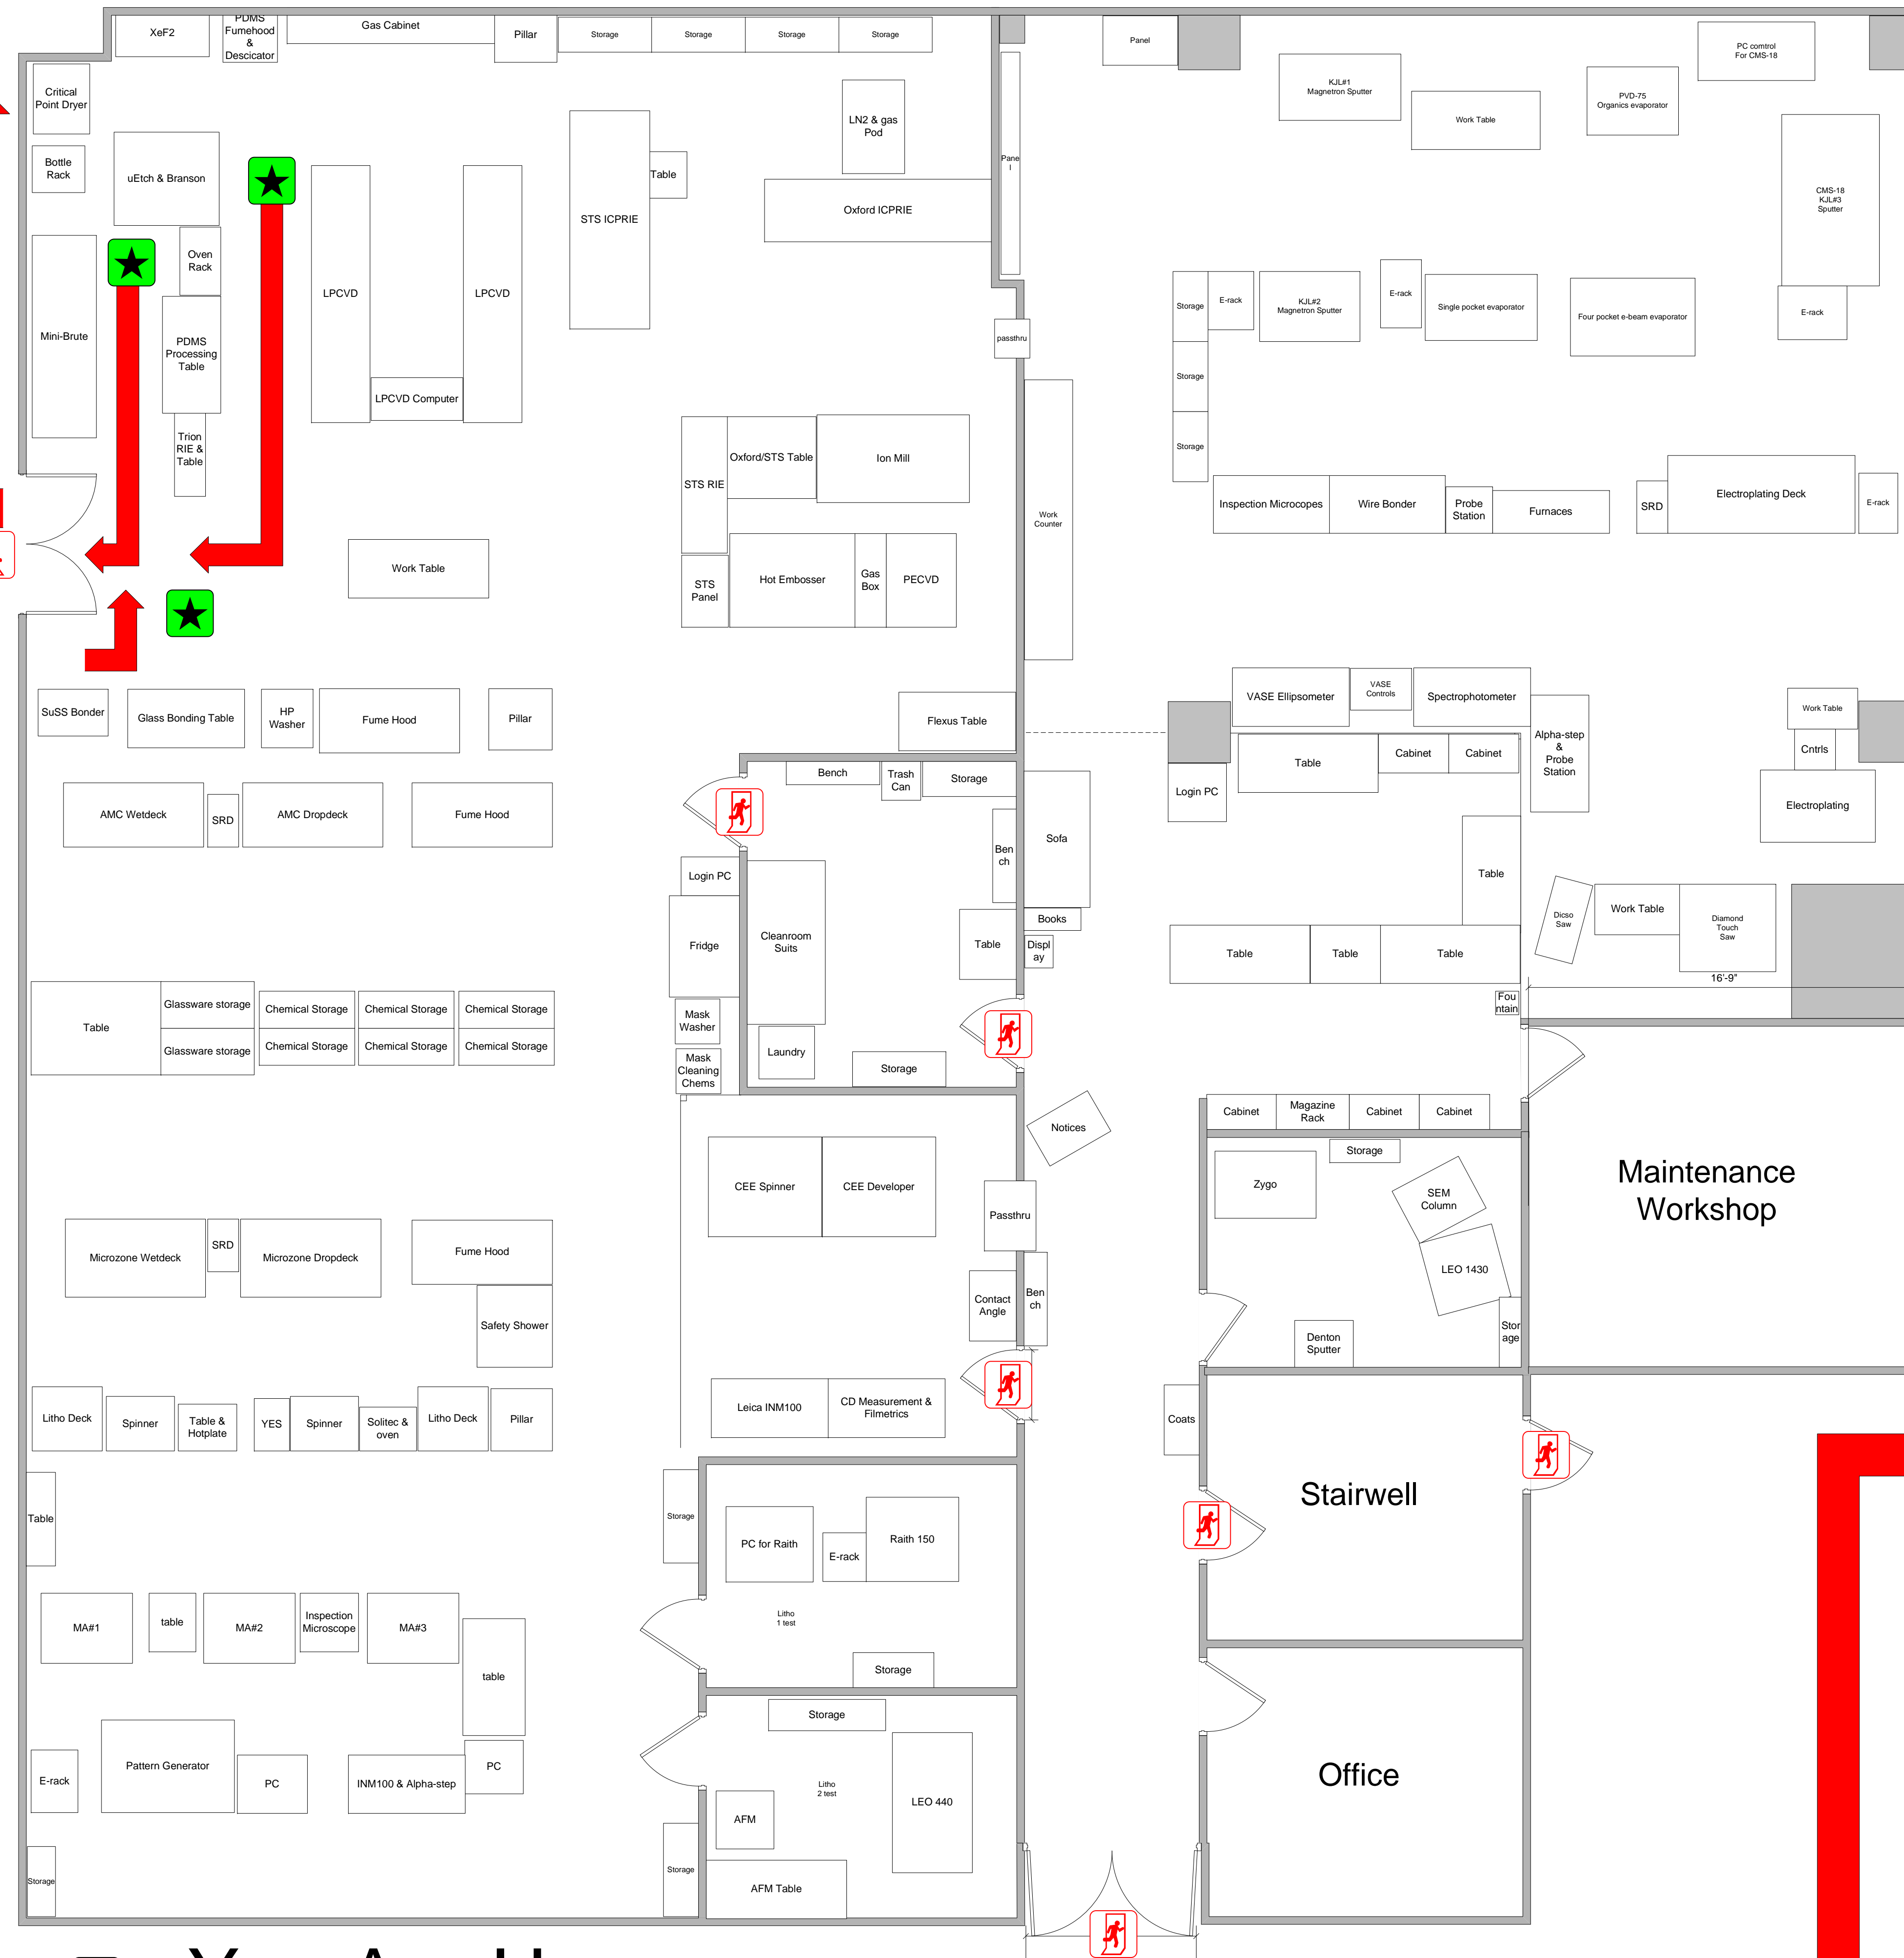 XeF2
PDMS
Fumehood
&
Descicator
Gas Cabinet
Pillar
Storage
Storage
Storage
Storage
Panel
PC comtrol
For CMS-18
Critical
Point Dryer
KJL#1
Magnetron Sputter
Work Table
PVD-75
Organics evaporator
LN2 & gas
Pod
Bottle
Rack
uEtch & Branson
Table
Pane
l
STS ICPRIE
Oxford ICPRIE
CMS-18
KJL#3
Sputter
Oven
Rack
LPCVD
LPCVD
Mini-Brute
PDMS
Processing
Table
passthru
Storage
E-rack
KJL#2
Magnetron Sputter
E-rack
Single pocket evaporator
Four pocket e-beam evaporator
E-rack
Storage
Storage
LPCVD Computer
Trion
RIE &
Table
STS RIE
Oxford/STS Table
Ion Mill
Work
Counter
Inspection Microcopes
Wire Bonder
Probe
Station
Furnaces
SRD
Electroplating Deck
E-rack
Work Table
STS
Panel
Hot Embosser
Gas
Box
PECVD
SuSS Bonder
Glass Bonding Table
HP
Washer
Fume Hood
Pillar
Flexus Table
VASE Ellipsometer
VASE
Controls
Spectrophotometer
Alpha-step
&
Probe
Station
Work Table
Cntrls
Electroplating
Table
Cabinet
Cabinet
Login PC
Bench
Trash
Can
Storage
AMC Wetdeck
SRD
AMC Dropdeck
Fume Hood
Ben
ch
Sofa
Table
Login PC
Fridge
Cleanroom
Suits
Table
Books
Displ
ay
Table
Table
Table
Dicso
Saw
Work Table
Diamond
Touch
Saw
16'-9"
Fou
ntain
Table
Glassware storage
Glassware storage
Chemical Storage
Chemical Storage
Chemical Storage
Chemical Storage
Chemical Storage
Chemical Storage
Mask
Washer
Mask
Cleaning
Chems
Laundry
Storage
Notices
Cabinet
Magazine
Rack
Cabinet
Cabinet
Storage
Zygo
SEM
Column
LEO 1430
Maintenance
Workshop
CEE Spinner
CEE Developer
Passthru
Microzone Wetdeck
SRD
Microzone Dropdeck
Fume Hood
Safety Shower
Contact
Angle
Ben
ch
Denton
Sputter
Stor
age
Litho Deck
Spinner
Table &
Hotplate
YES
Spinner
Solitec &
oven
Litho Deck
Pillar
Leica INM100
CD Measurement &
Filmetrics
Coats
Stairwell
Table
Storage
PC for Raith
E-rack
Raith 150
Litho
1 test
Storage
MA#1
table
MA#2
Inspection
Microscope
MA#3
table
E-rack
Pattern Generator
PC
INM100 & Alpha-step
PC
Storage
Litho
2 test
AFM
LEO 440
AFM Table
Office
Storage
Storage